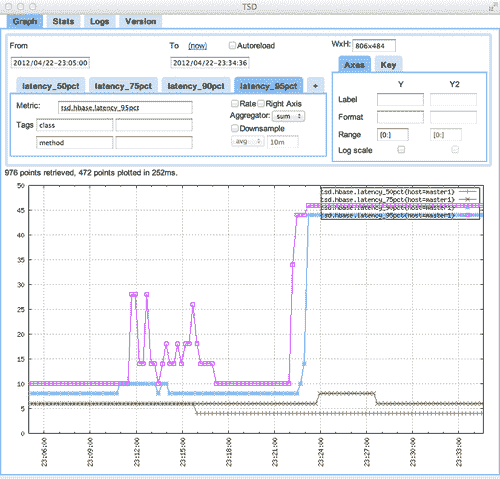 TSD
Graph Stats Logs Version
From To (now) Autoreload WxH: 806x484
2012/04/22-23:05:00 2012/04/22-23:34:36
Axes Key
latency_50pct latency_75pct latency_90pct latency_95pct +
Y Y2
Metric: tsd.hbase.latency_95pct Rate Right Axis
Label
Aggregator: sum
Tags class Format
Downsample
method avg 10m Range [0:] [0:]
Log scale
976 points retrieved, 472 points plotted in 252ms.
tsd.hbase.latency_50pct{host=master1}
tsd.hbase.latency_75pct{host=master1}
tsd.hbase.latency_90pct{host=master1}
tsd.hbase.latency_95pct{host=master1}
50
45
40
35
30
25
20
15
10
5
0
23:06:00 23:09:00 23:12:00 23:15:00 23:18:00 23:21:00 23:24:00 23:27:00 23:30:00 23:33:00